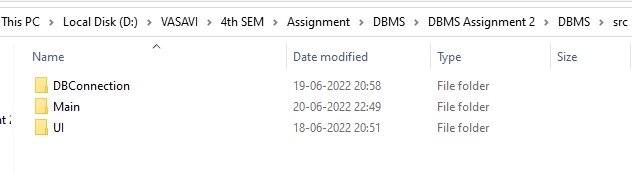 This PC > Local Disk (D:) > VASAVI > 4th SEM > Assignment > DBMS > DBMS Assignment 2 > DBMS > src
Name Date modified Type Size
DBConnection 19-06-2022 20:58 File folder
Main 20-06-2022 22:49 File folder
UI 18-06-2022 20:51 File folder